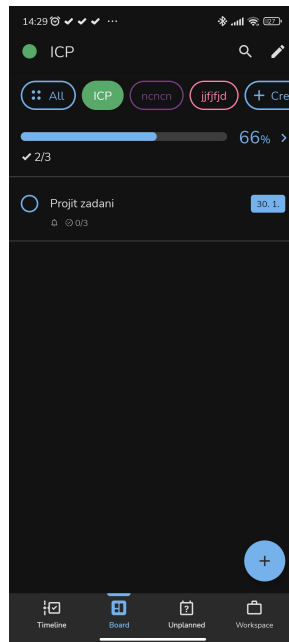 14:29
27
ICP
All
ICP
ncncn
jjfjfjd
+ Cre
66%
2/3
Projit zadani
30. 1.
0/3
Timeline
Board
Unplanned
Workspace